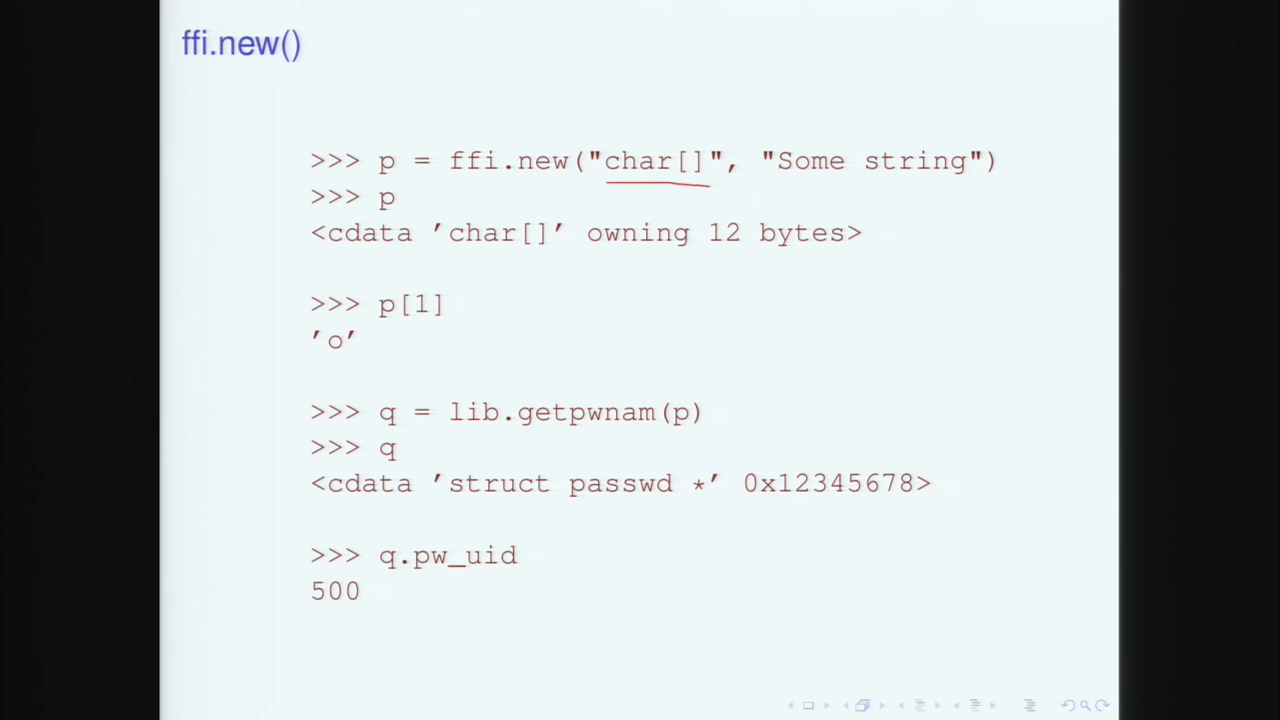 ffi.new()
>>> p = ffi.new("char[]", "Some string")
>>> p
<cdata ’char[]’ owning 12 bytes>
>>> p[1]
’o’
>>> q = lib.getpwnam(p)
>>> q
<cdata ’struct passwd *’ 0x12345678>
>>> q.pw_uid
500